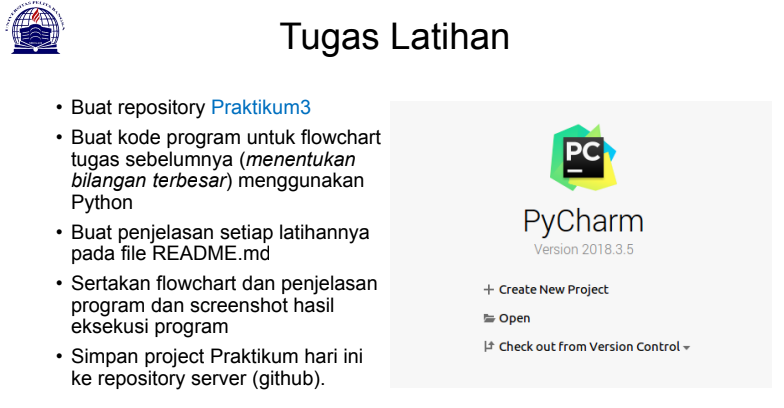 UNIVERSITAS PELITA BANGSA
Tugas Latihan
• Buat repository Praktikum3
• Buat kode program untuk flowchart
tugas sebelumnya (menentukan
bilangan terbesar) menggunakan
Python
• Buat penjelasan setiap latihannya
pada file README.md
• Sertakan flowchart dan penjelasan
program dan screenshot hasil
eksekusi program
• Simpan project Praktikum hari ini
ke repository server (github).
PC
PyCharm
Version 2018.3.5
Create New Project
Open
Check out from Version Control